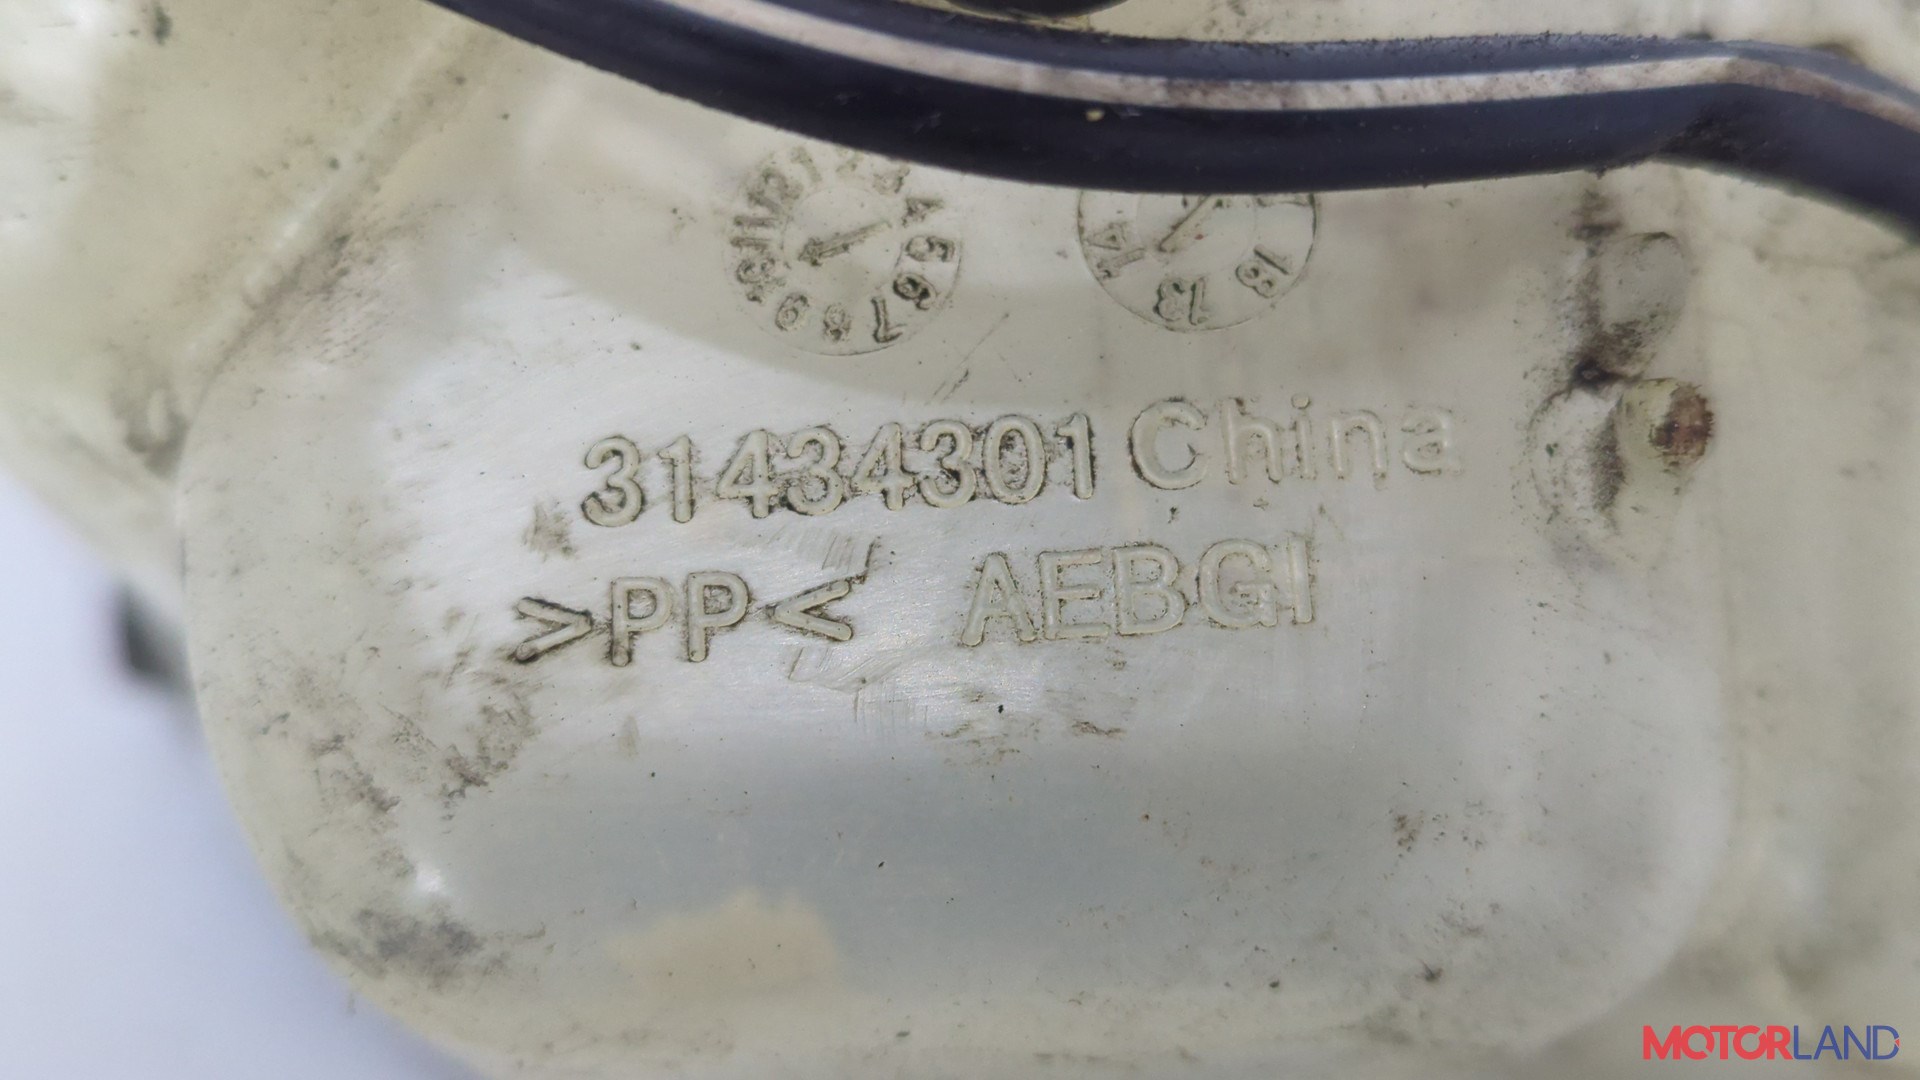 31434301 China
>PP< AEBGI
MOTORLAND